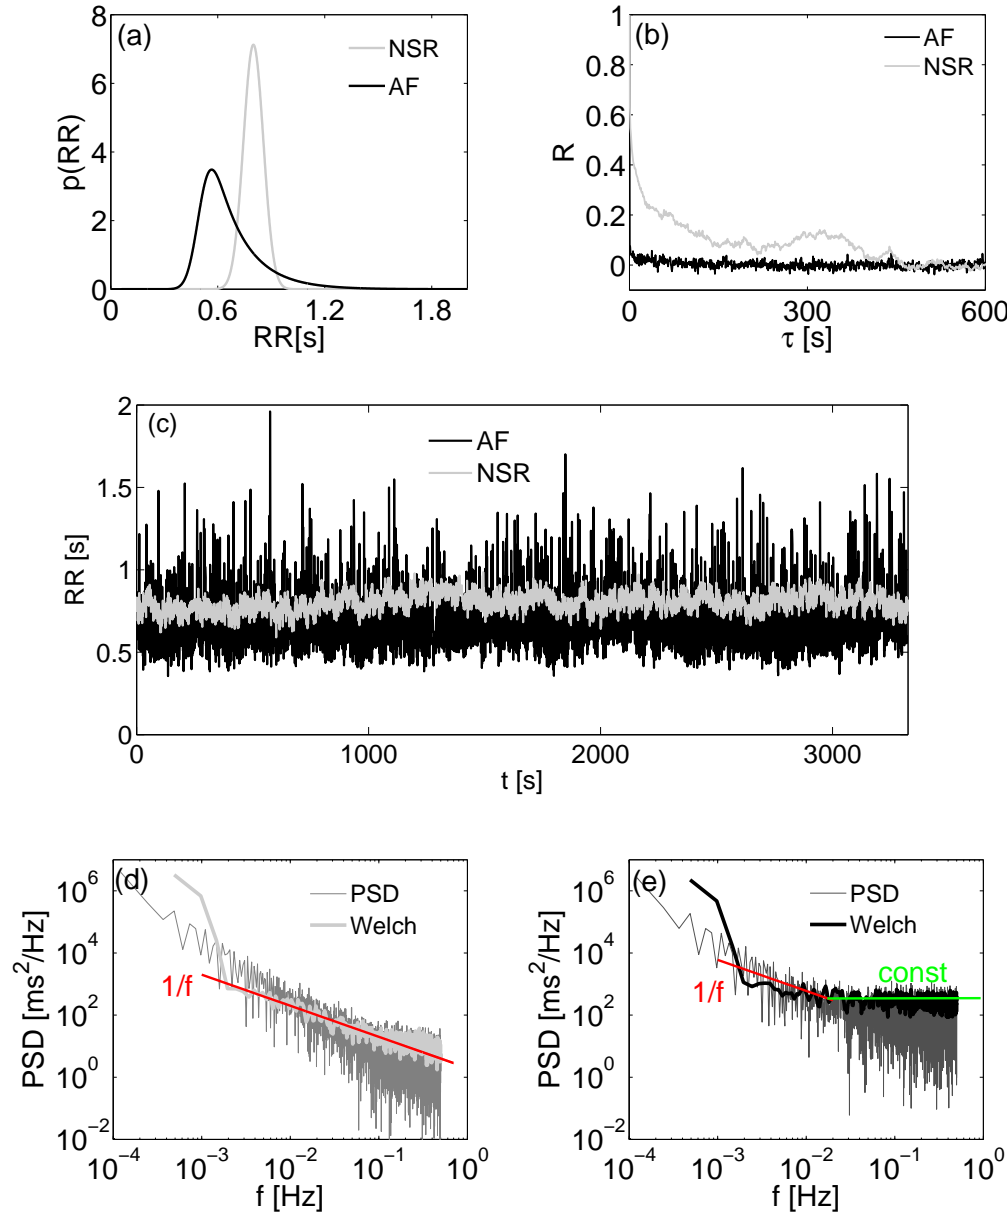 (a)
8
6
4
2
0
p(RR)
NSR
AF
0
0.6
1.2
1.8
RR[s]
(b)
1
0.8
0.6
0.4
0.2
0
R
AF
NSR
0
300
600
τ [s]
(c)
2
1.5
1
0.5
0
RR [s]
AF
NSR
0
1000
2000
3000
t [s]
(d)
10^6
10^4
10^2
10^0
10^−2
PSD [ms^2/Hz]
PSD
Welch
1/f
10^−4
10^−3
10^−2
10^−1
10^0
f [Hz]
(e)
10^6
10^4
10^2
10^0
10^−2
PSD [ms^2/Hz]
PSD
Welch
const
1/f
10^−4
10^−3
10^−2
10^−1
10^0
f [Hz]